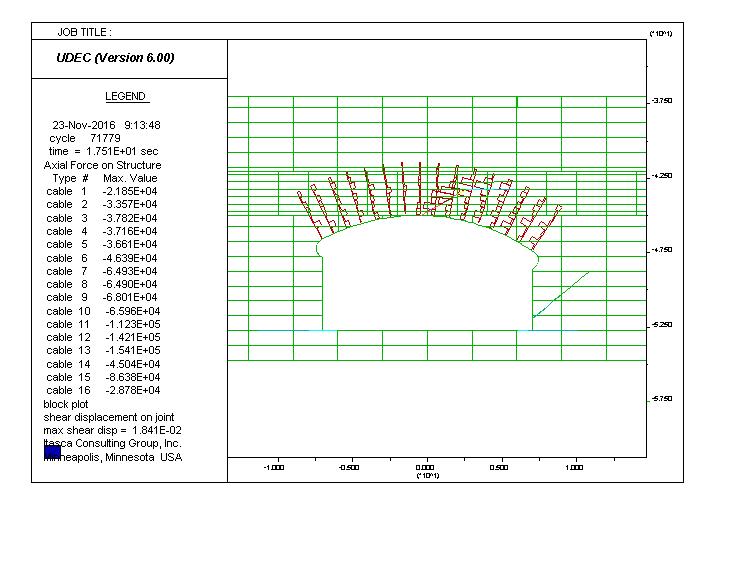 JOB TITLE :
(*10^1)
UDEC (Version 6.00)
LEGEND
23-Nov-2016 9:13:48
cycle 71779
time = 1.751E+01 sec
Axial Force on Structure
Type # Max. Value
cable 1 -2.185E+04
cable 2 -3.357E+04
cable 3 -3.782E+04
cable 4 -3.716E+04
cable 5 -3.661E+04
cable 6 -4.639E+04
cable 7 -6.493E+04
cable 8 -6.490E+04
cable 9 -6.801E+04
cable 10 -6.596E+04
cable 11 -1.123E+05
cable 12 -1.421E+05
cable 13 -1.541E+05
cable 14 -4.504E+04
cable 15 -8.638E+04
cable 16 -2.878E+04
block plot
shear displacement on joint
max shear disp = 1.841E-02
Itasca Consulting Group, Inc.
Minneapolis, Minnesota USA
-3.750
-4.250
-4.750
-5.250
-5.750
-1.000 -0.500 0.000 0.500 1.000
(*10^1)